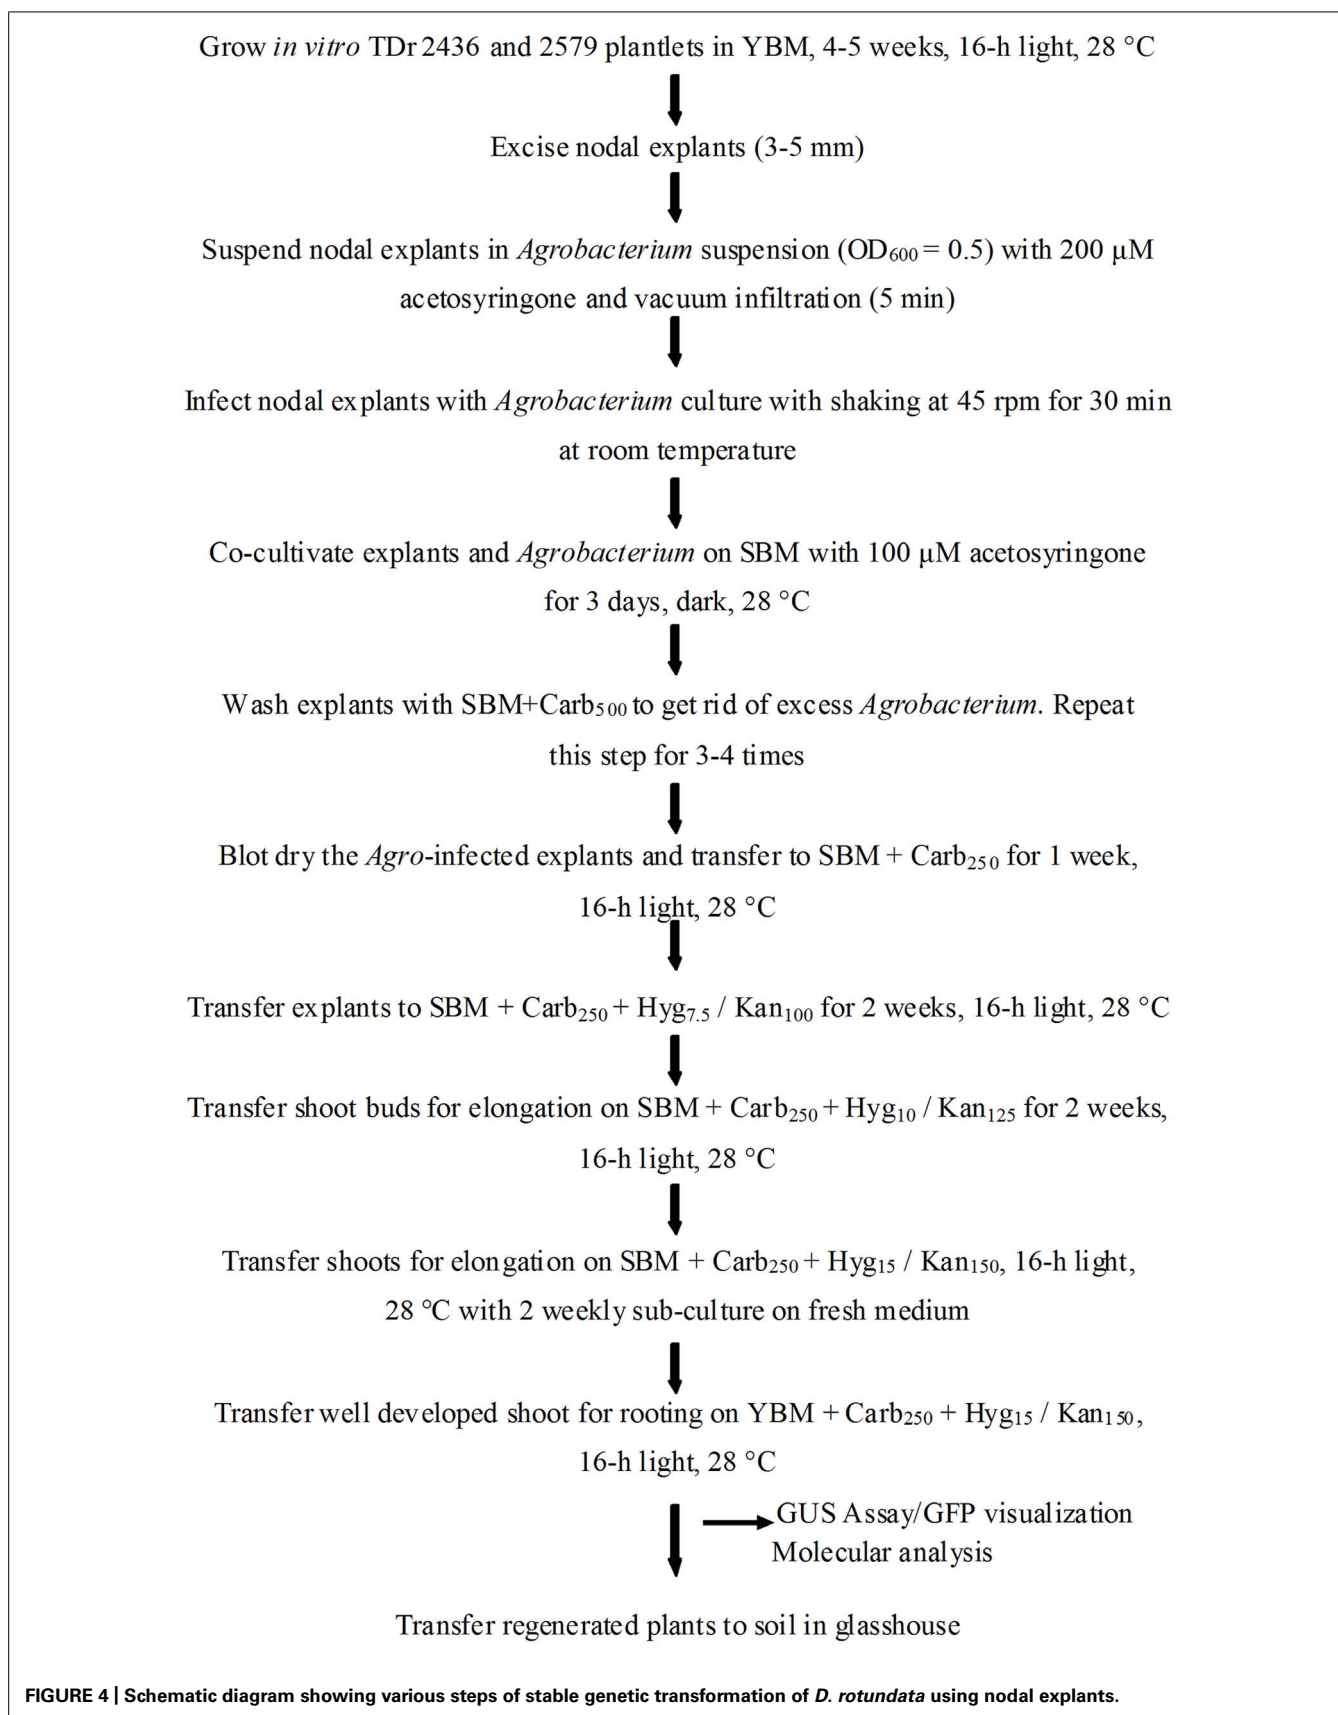 Grow in vitro TDr 2436 and 2579 plantlets in YBM, 4-5 weeks, 16-h light, 28 °C
Excise nodal explants (3-5 mm)
Suspend nodal explants in Agrobacterium suspension (OD600 = 0.5) with 200 µM
acetosyringone and vacuum infiltration (5 min)
Infect nodal explants with Agrobacterium culture with shaking at 45 rpm for 30 min
at room temperature
Co-cultivate explants and Agrobacterium on SBM with 100 µM acetosyringone
for 3 days, dark, 28 °C
Wash explants with SBM+Carb500 to get rid of excess Agrobacterium. Repeat
this step for 3-4 times
Blot dry the Agro-infected explants and transfer to SBM + Carb250 for 1 week,
16-h light, 28 °C
Transfer explants to SBM + Carb250 + Hyg7.5 / Kan100 for 2 weeks, 16-h light, 28 °C
Transfer shoot buds for elongation on SBM + Carb250 + Hyg10 / Kan125 for 2 weeks,
16-h light, 28 °C
Transfer shoots for elongation on SBM + Carb250 + Hyg15 / Kan150, 16-h light,
28 °C with 2 weekly sub-culture on fresh medium
Transfer well developed shoot for rooting on YBM + Carb250 + Hyg15 / Kan150,
16-h light, 28 °C
GUS Assay/GFP visualization
Molecular analysis
Transfer regenerated plants to soil in glasshouse
FIGURE 4 | Schematic diagram showing various steps of stable genetic transformation of D. rotundata using nodal explants.